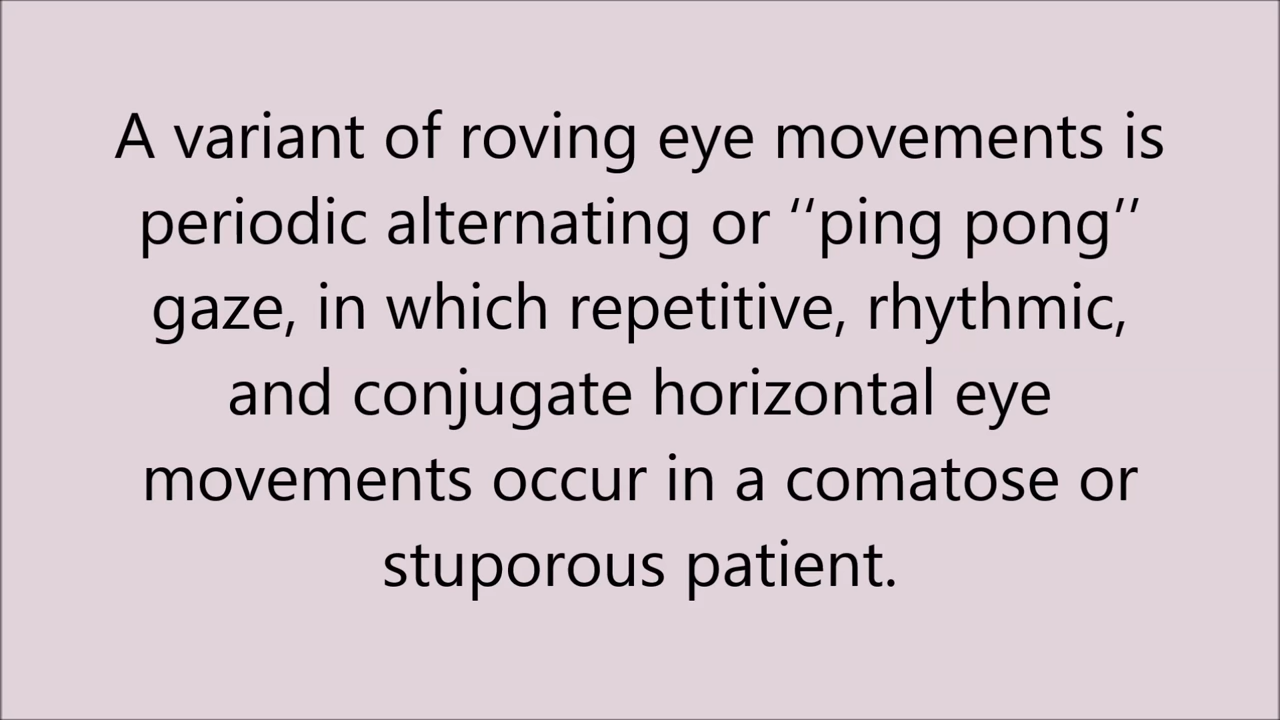 A variant of roving eye movements is
periodic alternating or ‘‘ping pong’’
gaze, in which repetitive, rhythmic,
and conjugate horizontal eye
movements occur in a comatose or
stuporous patient.